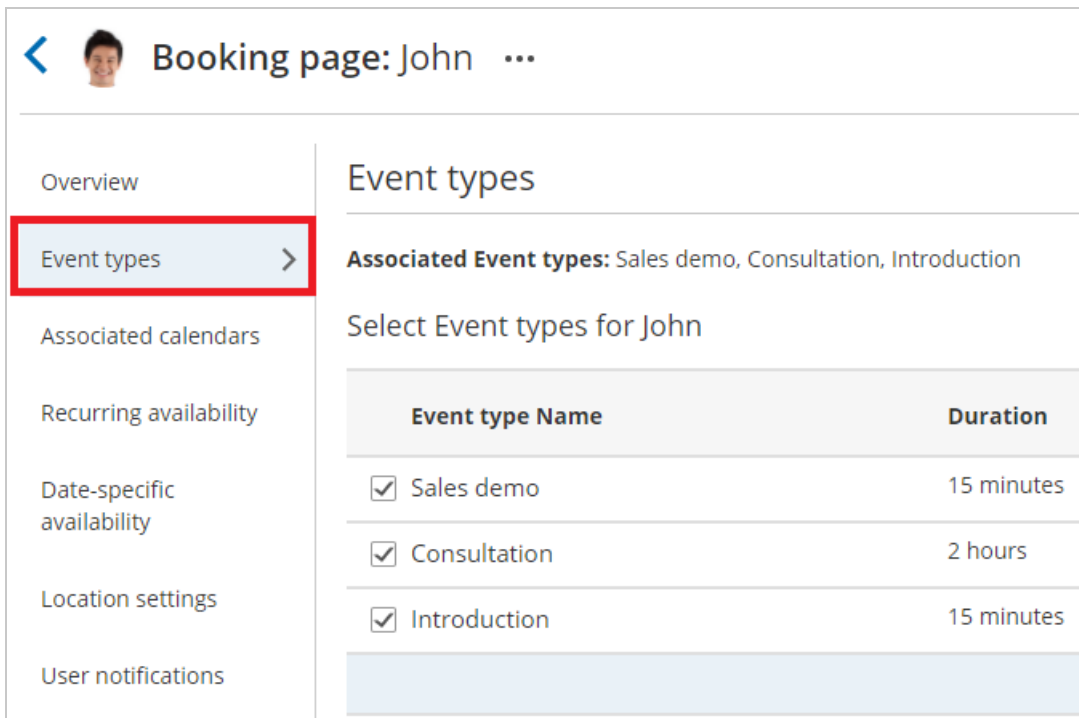 Booking page: John ...
Overview
Event types
Associated calendars
Recurring availability
Date-specific
availability
Location settings
User notifications
Event types
Associated Event types: Sales demo, Consultation, Introduction
Select Event types for John
Event type Name Duration
Sales demo 15 minutes
Consultation 2 hours
Introduction 15 minutes